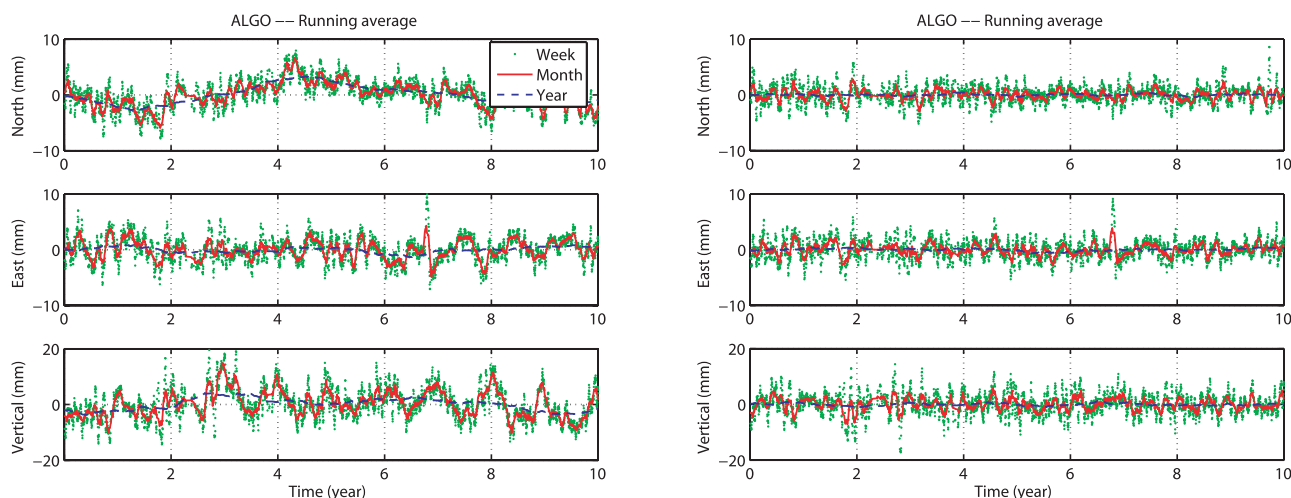 ALGO −− Running average
10
0
−10
North (mm)
Week
Month
Year
0 2 4 6 8 10
10
0
−10
East (mm)
0 2 4 6 8 10
20
0
−20
Vertical (mm)
0 2 4 6 8 10
Time (year)
ALGO −− Running average
10
0
−10
North (mm)
0 2 4 6 8 10
10
0
−10
East (mm)
0 2 4 6 8 10
20
0
−20
Vertical (mm)
0 2 4 6 8 10
Time (year)